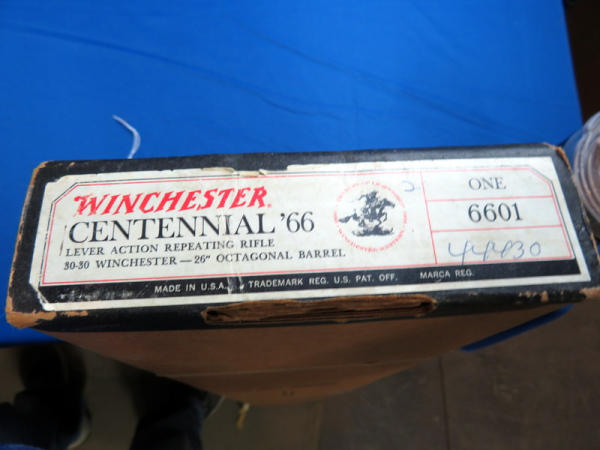 WINCHESTER®
CENTENNIAL '66
LEVER ACTION REPEATING RIFLE
30-30 WINCHESTER — 26" OCTAGONAL BARREL
MADE IN U.S.A. TRADEMARK REG. U.S. PAT. OFF. MARCA REG.
ONE
6601
44830